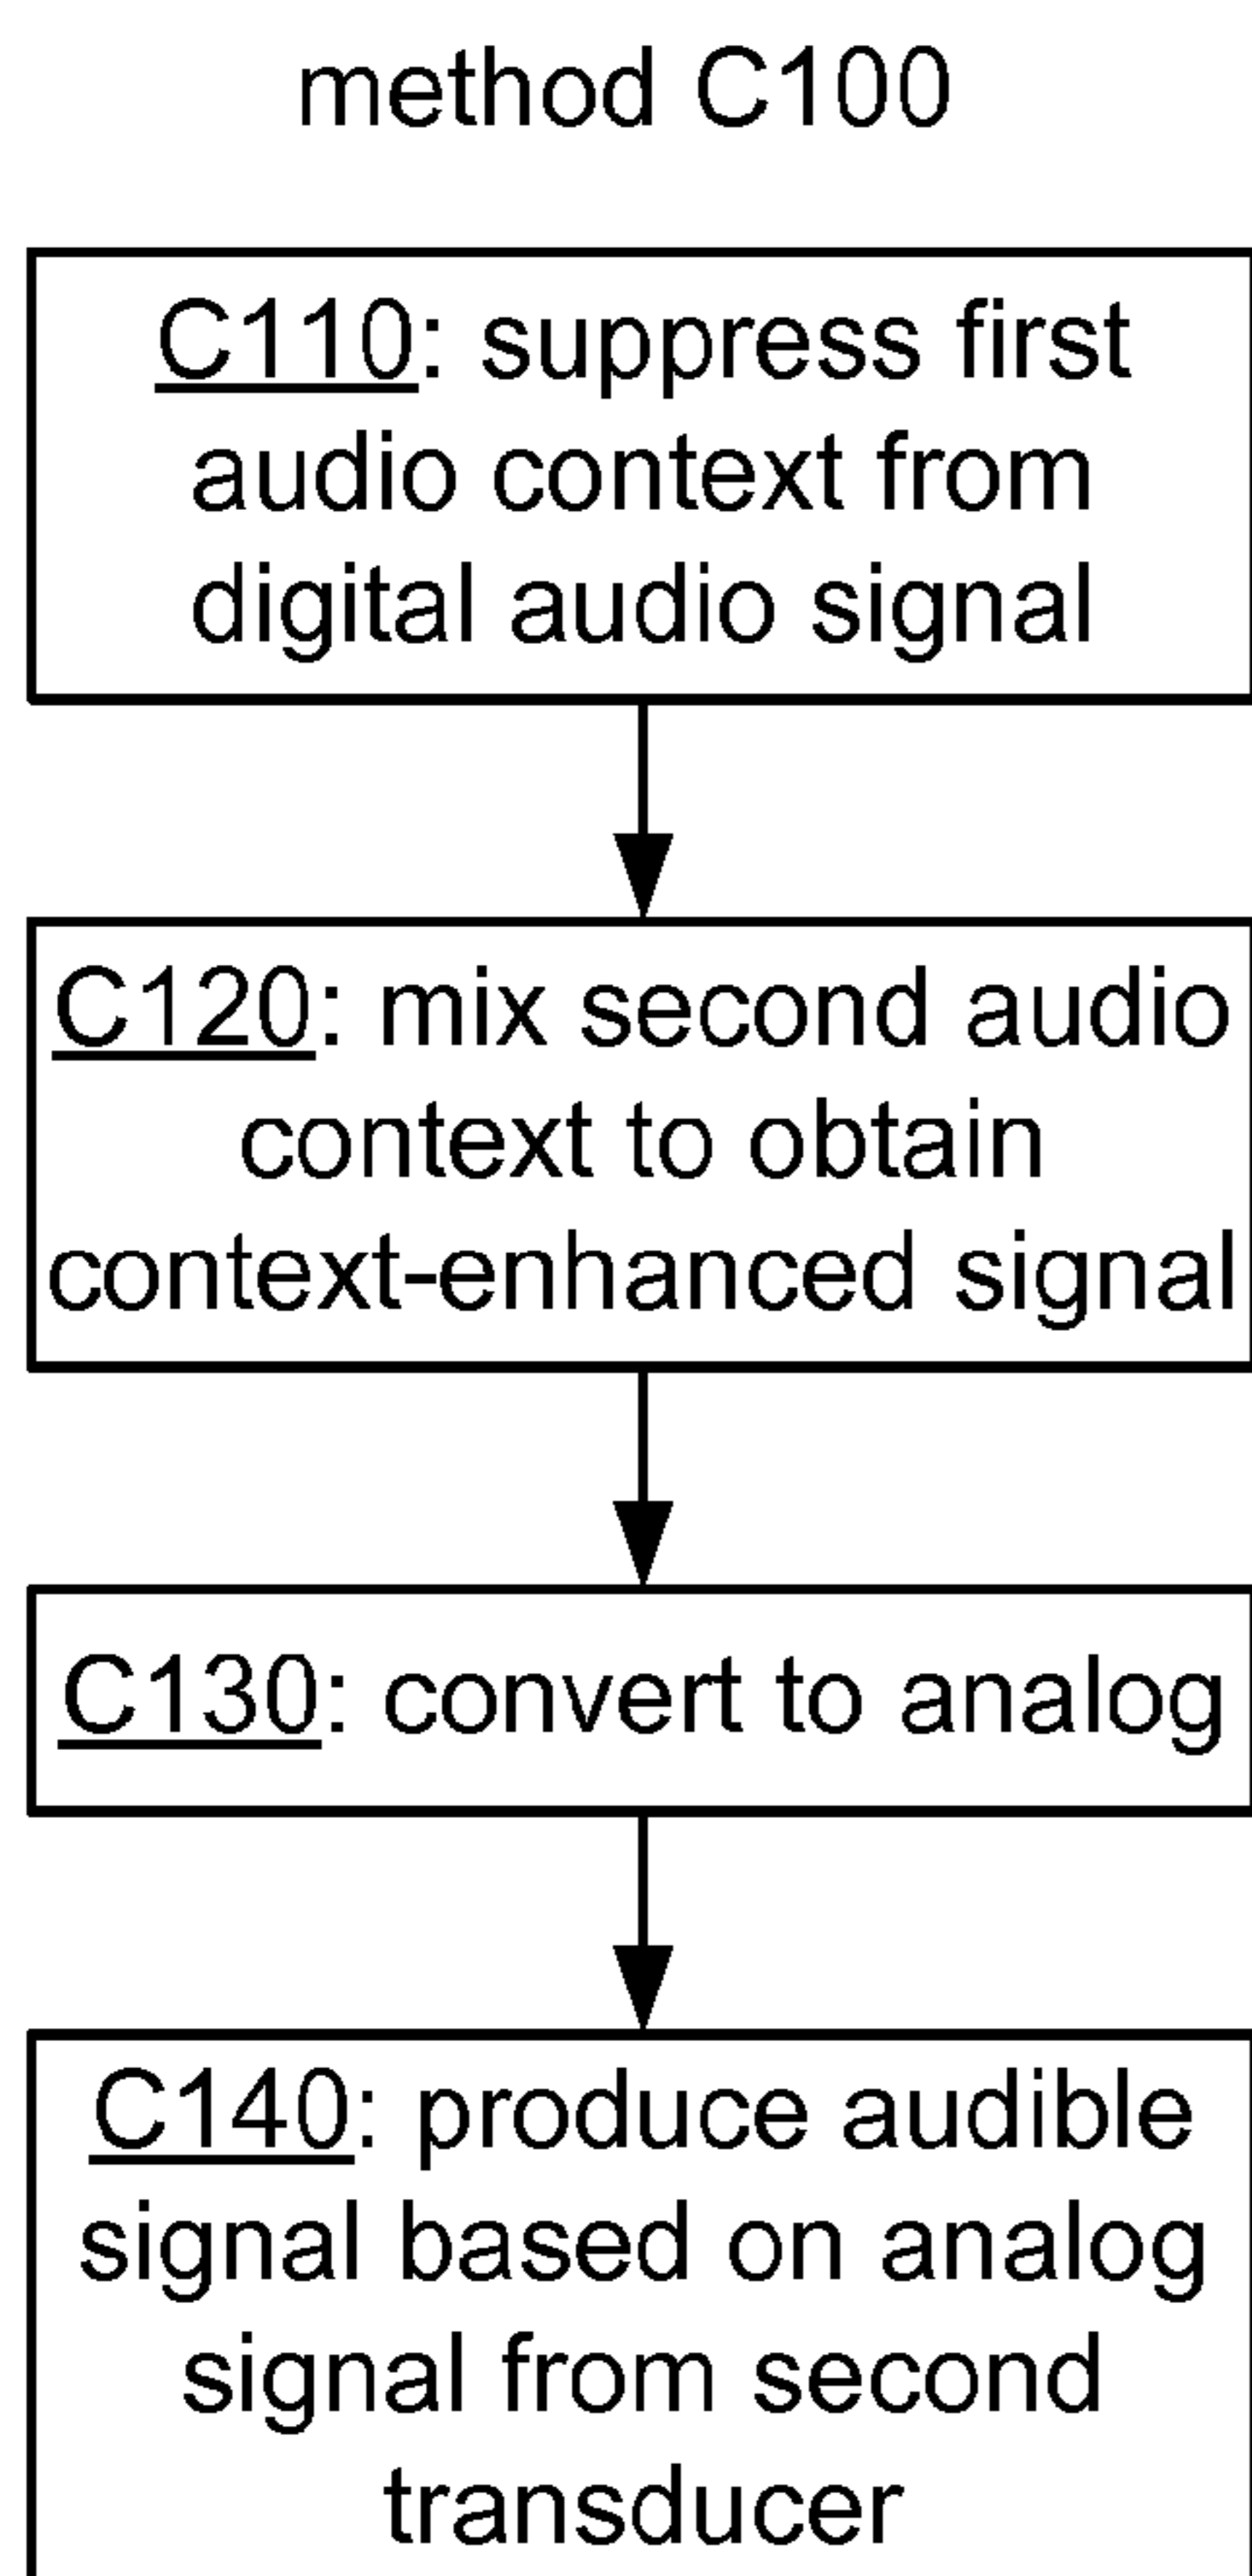 method C100
C110: suppress first
audio context from
digital audio signal
C120: mix second audio
context to obtain
context-enhanced signal
C130: convert to analog
C140: produce audible
signal based on analog
signal from second
transducer